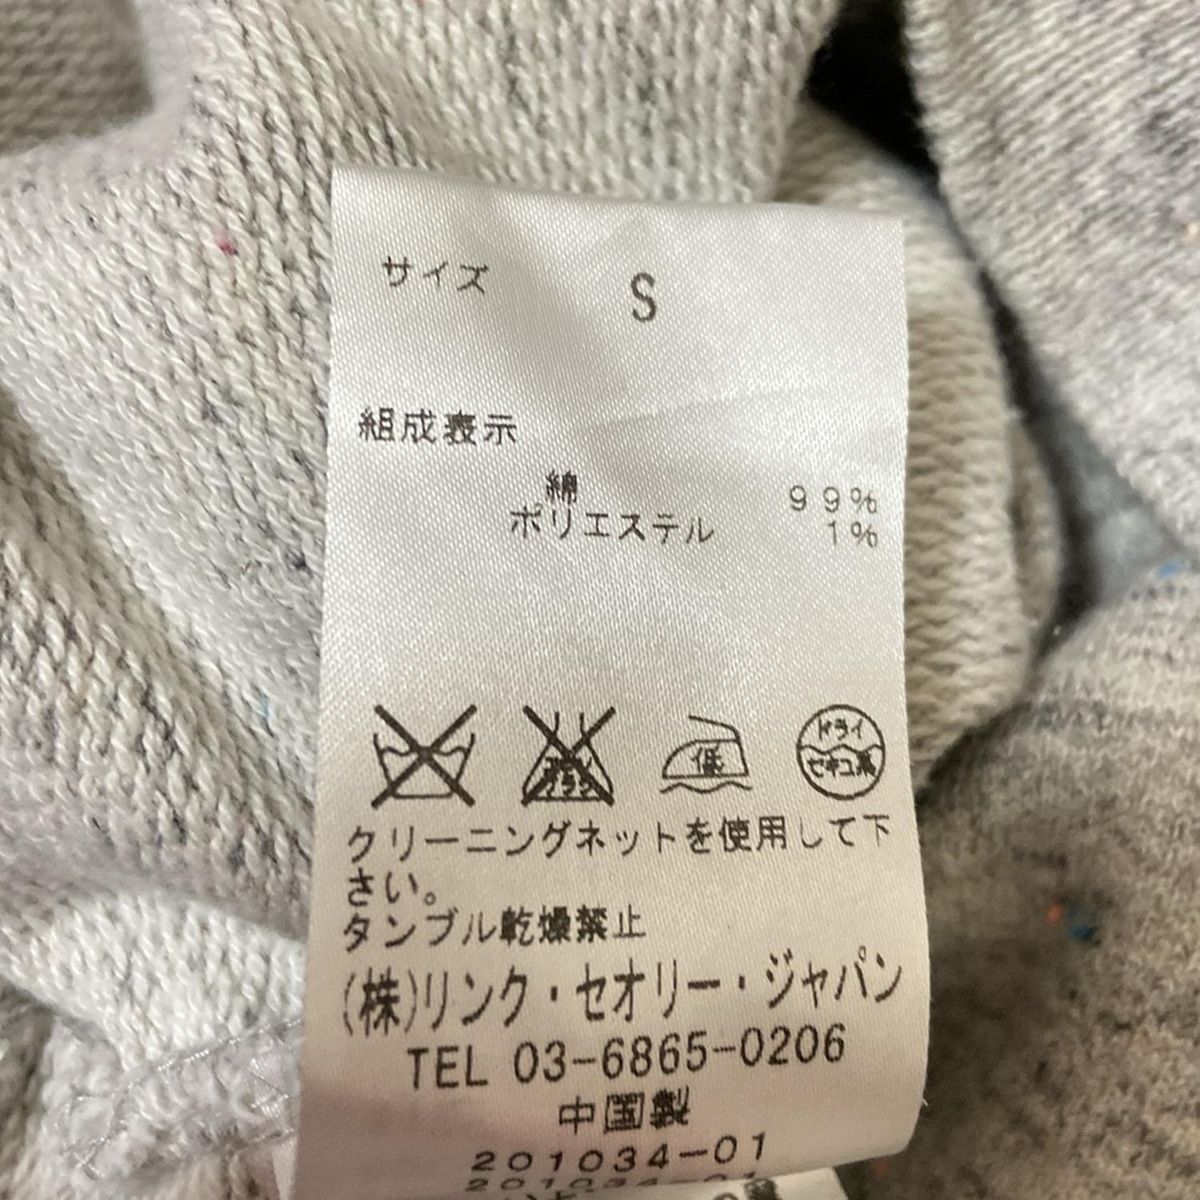 サイズ S
組成表示
綿 99%
ポリエステル 1%
低
ドライ
セキユ系
クリーニングネットを使用して下
さい。
タンブル乾燥禁止
(株)リンク・セオリー・ジャパン
TEL 03-6865-0206
中国製
201034-01
201034-01